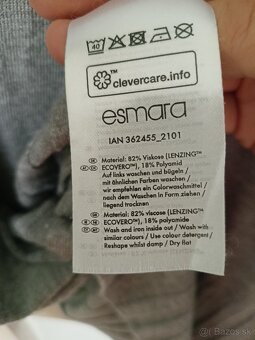 40
clevercare.info
TM
esmara
IAN 362455_2101
Material: 82% Viskose (LENZING™
ECOVERO™), 18% Polyamid
Auf links waschen und bügeln /
mit ähnlichen Farben waschen /
wir empfehlen ein Colorwaschmittel /
nach dem Waschen in Form ziehen /
liegend trocknen
Material: 82% viscose (LENZING™
ECOVERO™), 18% polyamide
Wash and iron inside out / Wash with
similar colours / Use colour detergent /
Reshape whilst damp / Dry flat
Bazos.sk